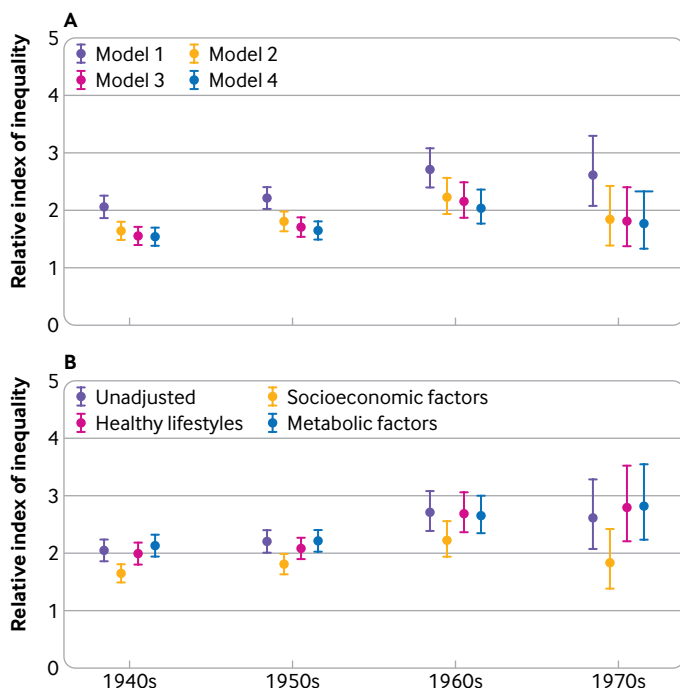 A
Relative index of inequality
5
4
3
2
1
0
Model 1 Model 2
Model 3 Model 4
B
Relative index of inequality
5
4
3
2
1
0
Unadjusted Socioeconomic factors
Healthy lifestyles Metabolic factors
1940s 1950s 1960s 1970s